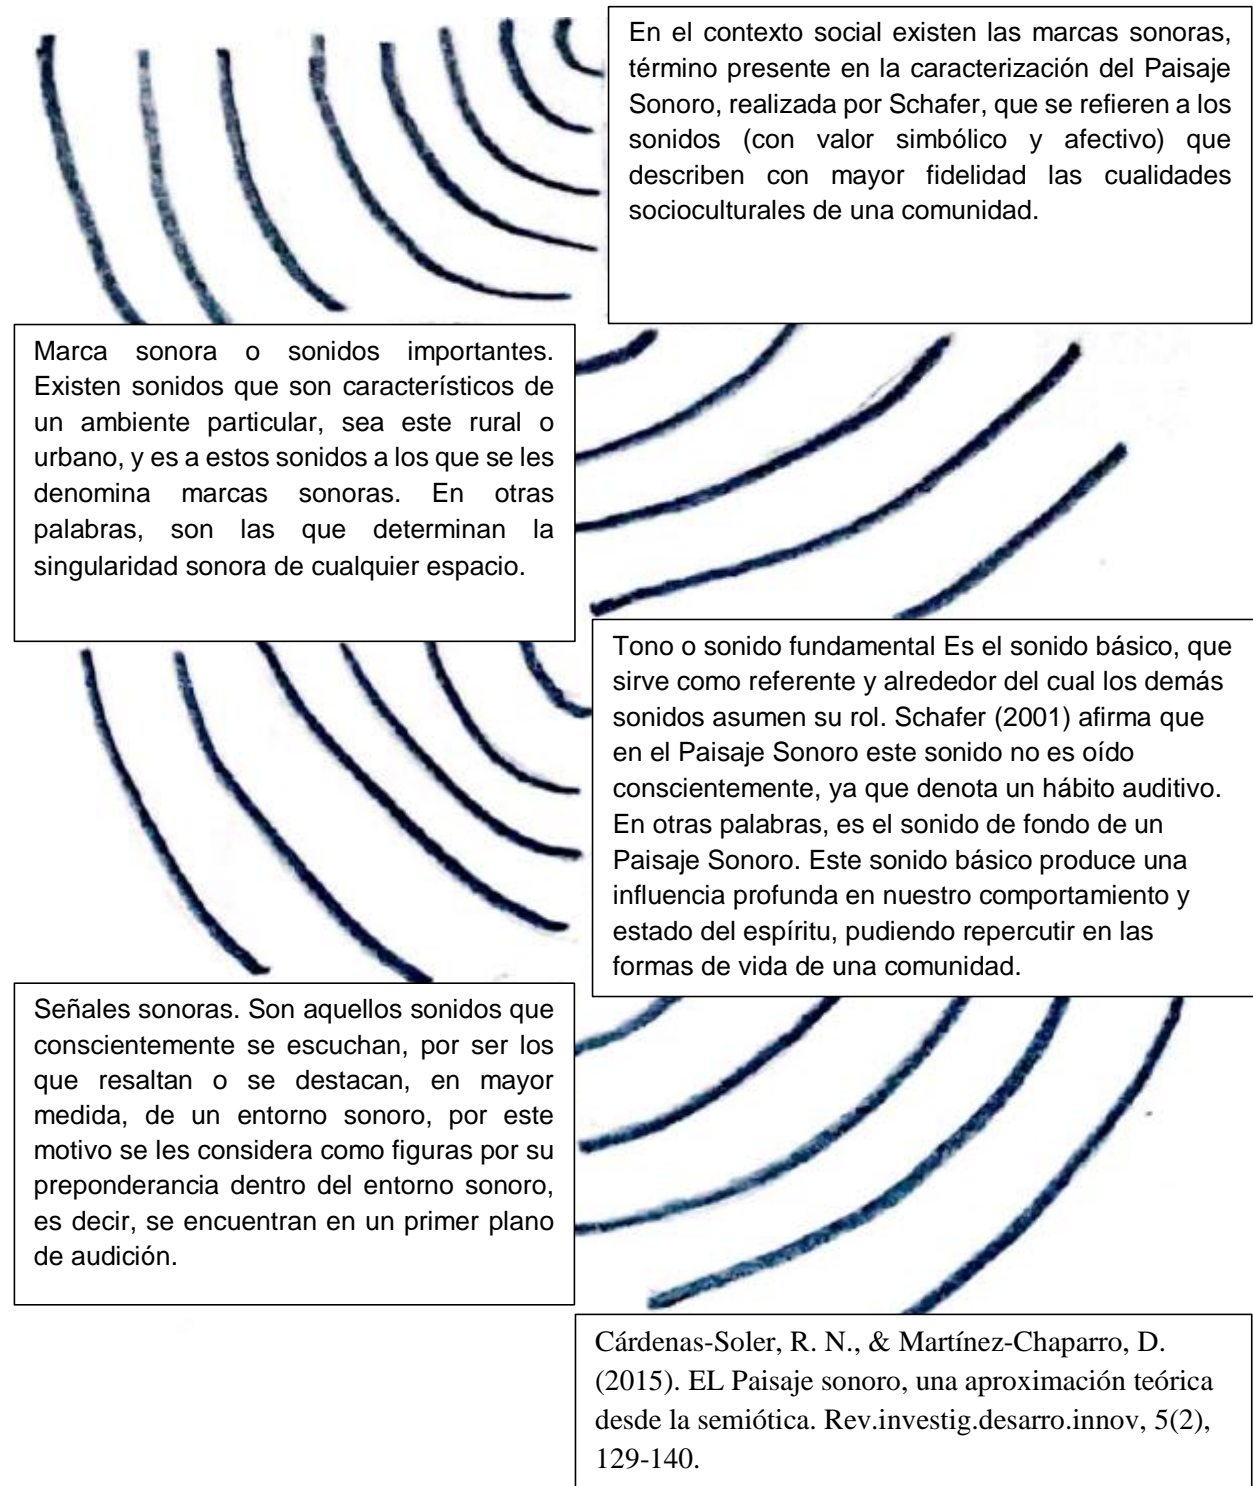 En el contexto social existen las marcas sonoras,
término presente en la caracterización del Paisaje
Sonoro, realizada por Schafer, que se refieren a los
sonidos (con valor simbólico y afectivo) que
describen con mayor fidelidad las cualidades
socioculturales de una comunidad.
Marca sonora o sonidos importantes.
Existen sonidos que son característicos de
un ambiente particular, sea este rural o
urbano, y es a estos sonidos a los que se les
denomina marcas sonoras. En otras
palabras, son las que determinan la
singularidad sonora de cualquier espacio.
Tono o sonido fundamental Es el sonido básico, que
sirve como referente y alrededor del cual los demás
sonidos asumen su rol. Schafer (2001) afirma que
en el Paisaje Sonoro este sonido no es oído
conscientemente, ya que denota un hábito auditivo.
En otras palabras, es el sonido de fondo de un
Paisaje Sonoro. Este sonido básico produce una
influencia profunda en nuestro comportamiento y
estado del espíritu, pudiendo repercutir en las
formas de vida de una comunidad.
Señales sonoras. Son aquellos sonidos que
conscientemente se escuchan, por ser los
que resaltan o se destacan, en mayor
medida, de un entorno sonoro, por este
motivo se les considera como figuras por su
preponderancia dentro del entorno sonoro,
es decir, se encuentran en un primer plano
de audición.
Cárdenas-Soler, R. N., & Martínez-Chaparro, D.
(2015). EL Paisaje sonoro, una aproximación teórica
desde la semiótica. Rev.investig.desarro.innov, 5(2),
129-140.